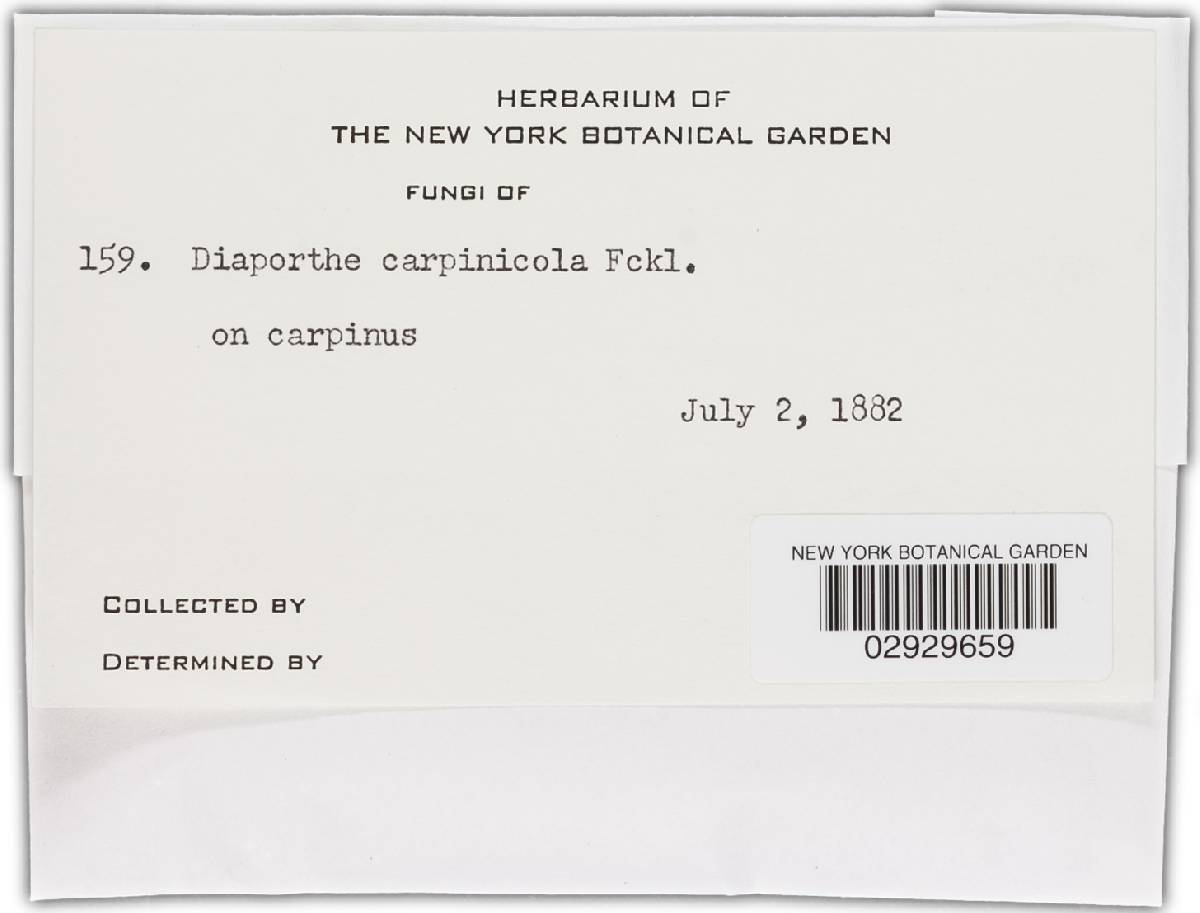 HERBARIUM OF
THE NEW YORK BOTANICAL GARDEN
FUNGI OF
159. Diaporthe carpinicola Fckl.
on carpinus
July 2, 1882
NEW YORK BOTANICAL GARDEN
02929659
COLLECTED BY
DETERMINED BY